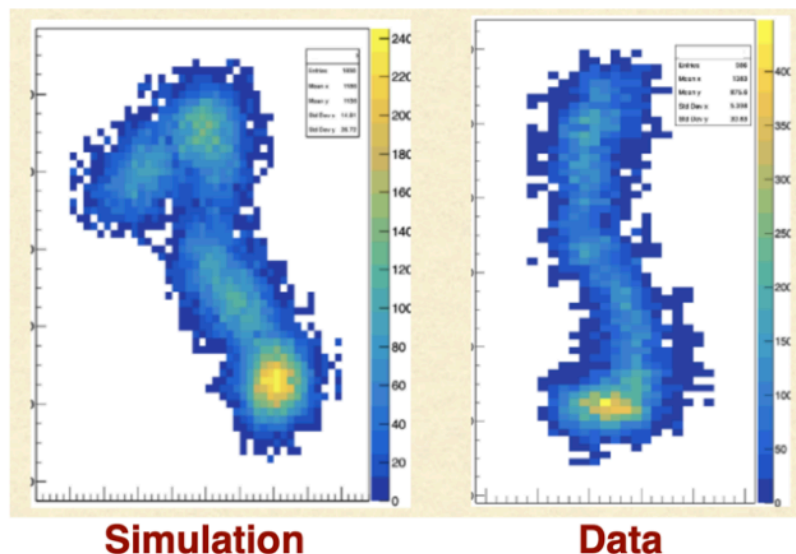 240
220
200
180
160
140
120
100
80
60
40
20
0
Entries
Mean x
Mean y
Std Dev x
Std Dev y
Simulation
400
350
300
250
200
150
100
50
0
Entries
Mean x
Mean y
Std Dev x
Std Dev y
Data